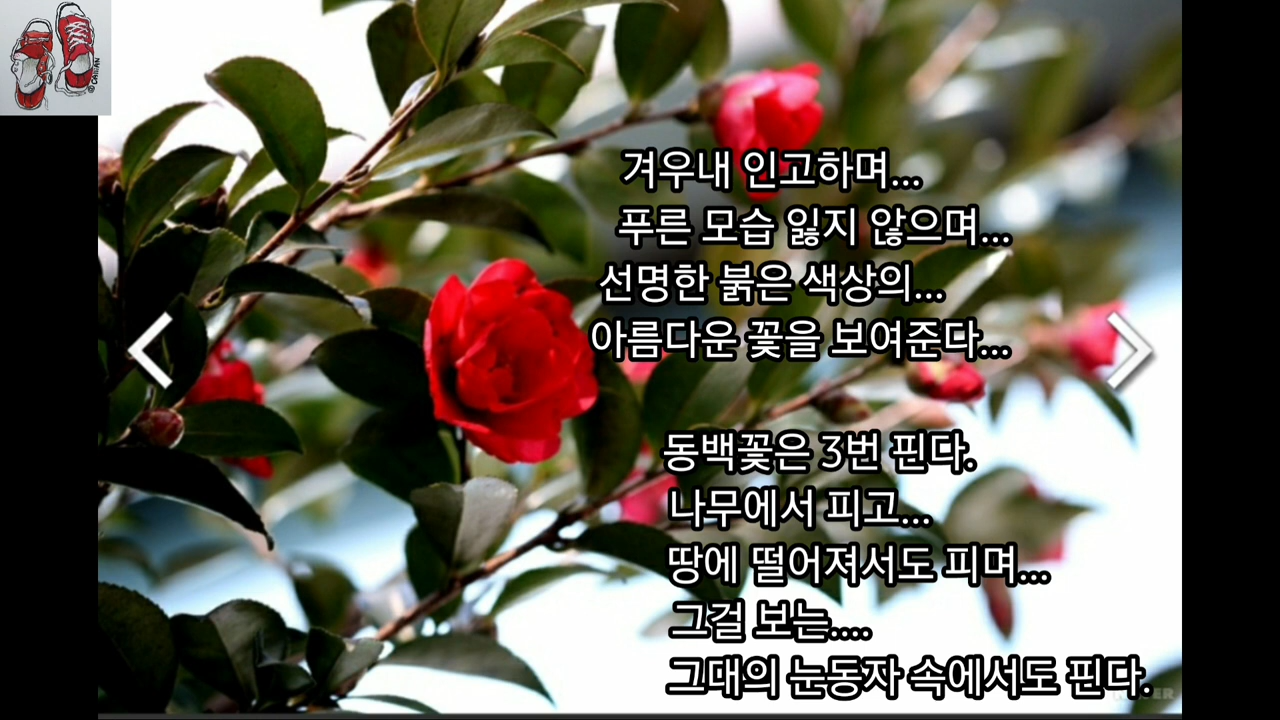 겨우내 인고하며...
푸른 모습 잃지 않으며...
선명한 붉은 색상의...
아름다운 꽃을 보여준다...
동백꽃은 3번 핀다.
나무에서 피고...
땅에 떨어져서도 피며...
그걸 보는....
그대의 눈동자 속에서도 핀다.